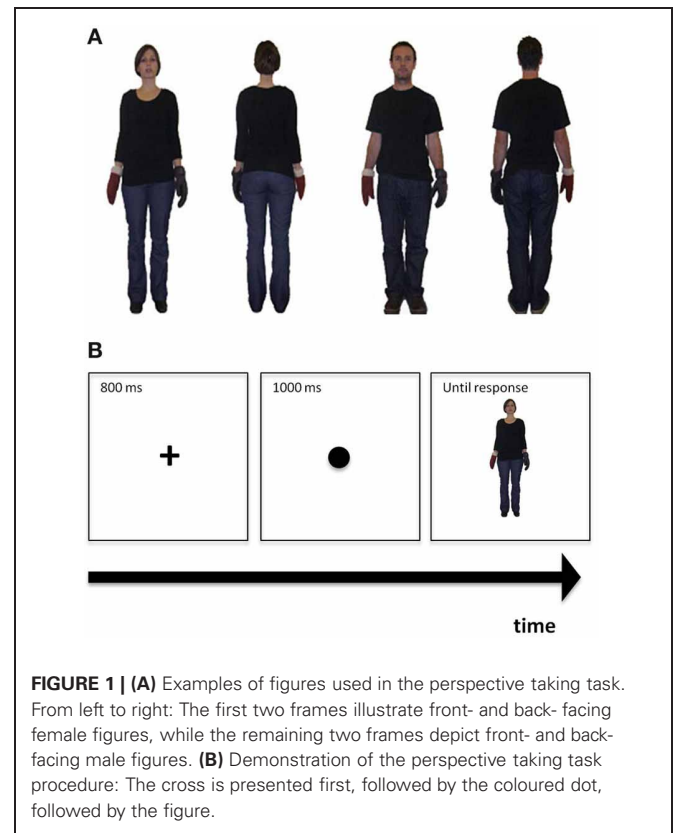 A
B
800 ms
1000 ms
Until response
time
FIGURE 1 | (A) Examples of figures used in the perspective taking task.
From left to right: The first two frames illustrate front- and back- facing
female figures, while the remaining two frames depict front- and back-
facing male figures. (B) Demonstration of the perspective taking task
procedure: The cross is presented first, followed by the coloured dot,
followed by the figure.